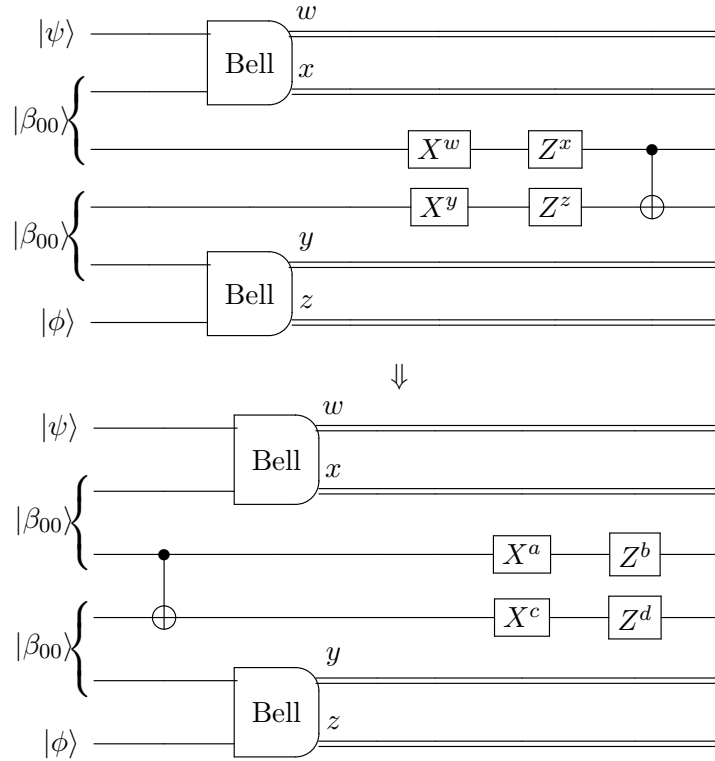 |ψ⟩ w
Bell
x
|β₀₀⟩
X^w Z^x
X^y Z^z
|β₀₀⟩
y
Bell
z
|ϕ⟩
⇓
|ψ⟩ w
Bell
x
|β₀₀⟩
X^a Z^b
X^c Z^d
|β₀₀⟩
y
Bell
z
|ϕ⟩